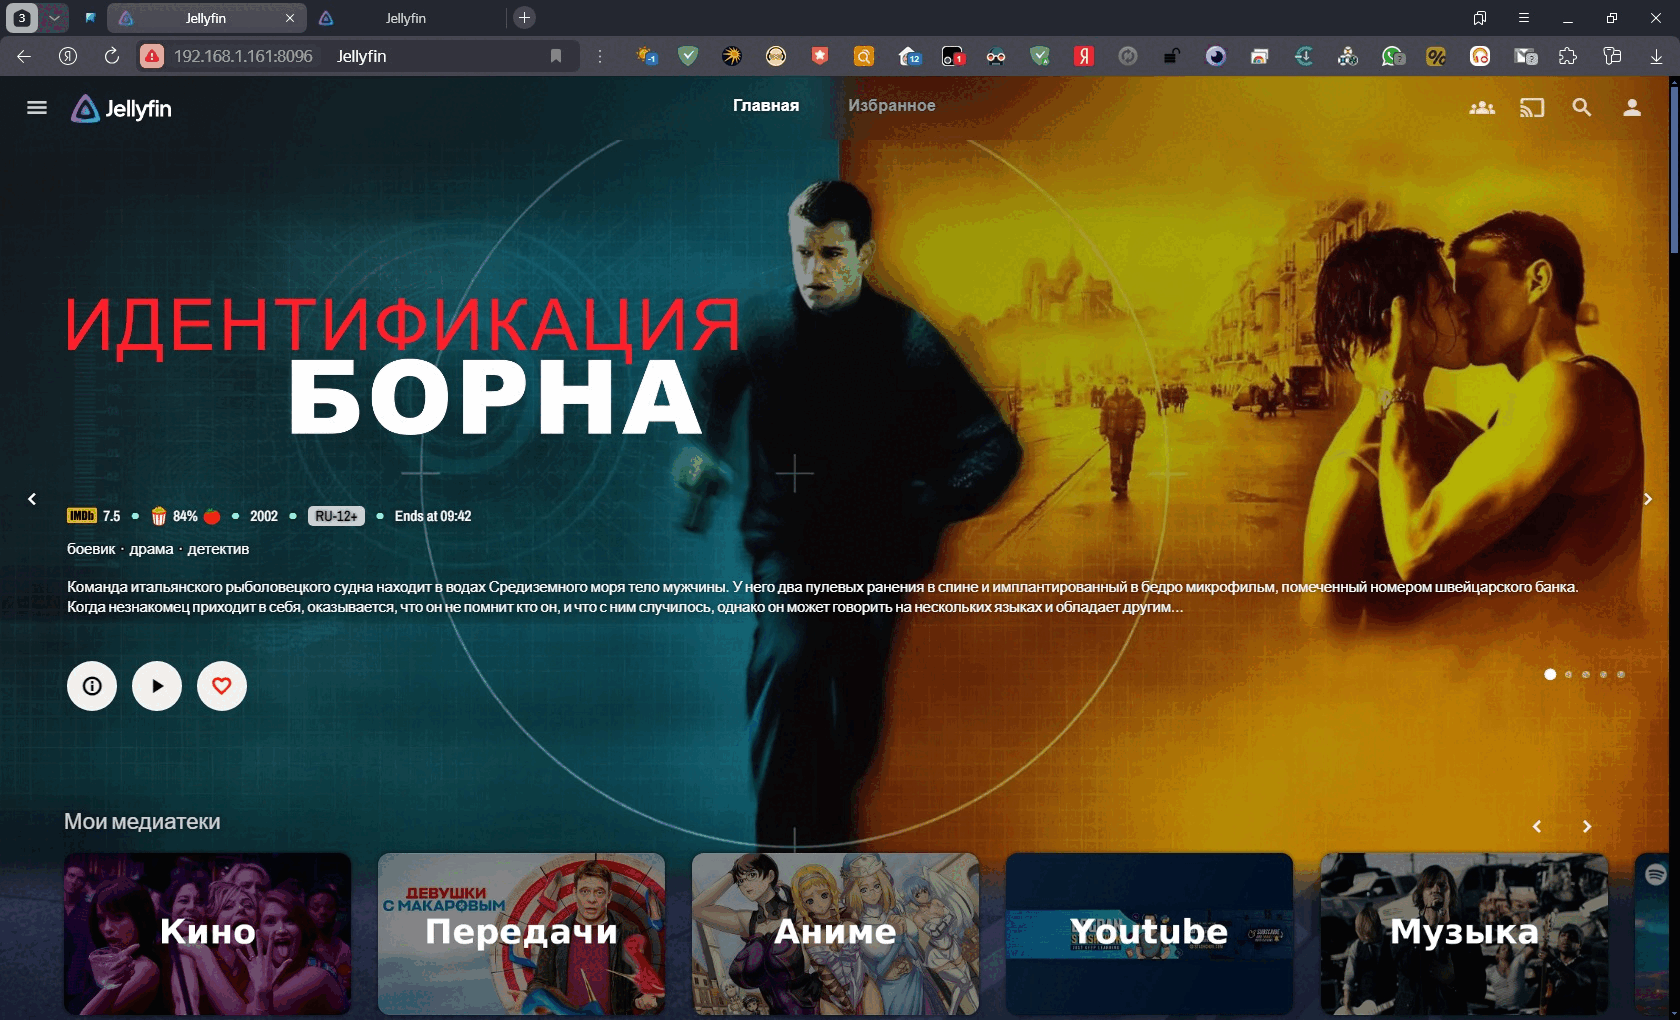 3
Jellyfin
Jellyfin
192.168.1.161:8096
Jellyfin
-1
12
1
Я
?
?
Jellyfin
Главная
Избранное
ИДЕНТИФИКАЦИЯ
БОРНА
IMDb 7.5 • 84% • 2002 • RU-12+ • Ends at 09:42
боевик · драма · детектив
Команда итальянского рыболовецкого судна находит в водах Средиземного моря тело мужчины. У него два пулевых ранения в спине и имплантированный в бедро микрофильм, помеченный номером швейцарского банка.
Когда незнакомец приходит в себя, оказывается, что он не помнит кто он, и что с ним случилось, однако он может говорить на нескольких языках и обладает другим...
Мои медиатеки
Кино
ДЕВУШКИ
С МАКАРОВЫМ
Передачи
Аниме
Youtube
Музыка